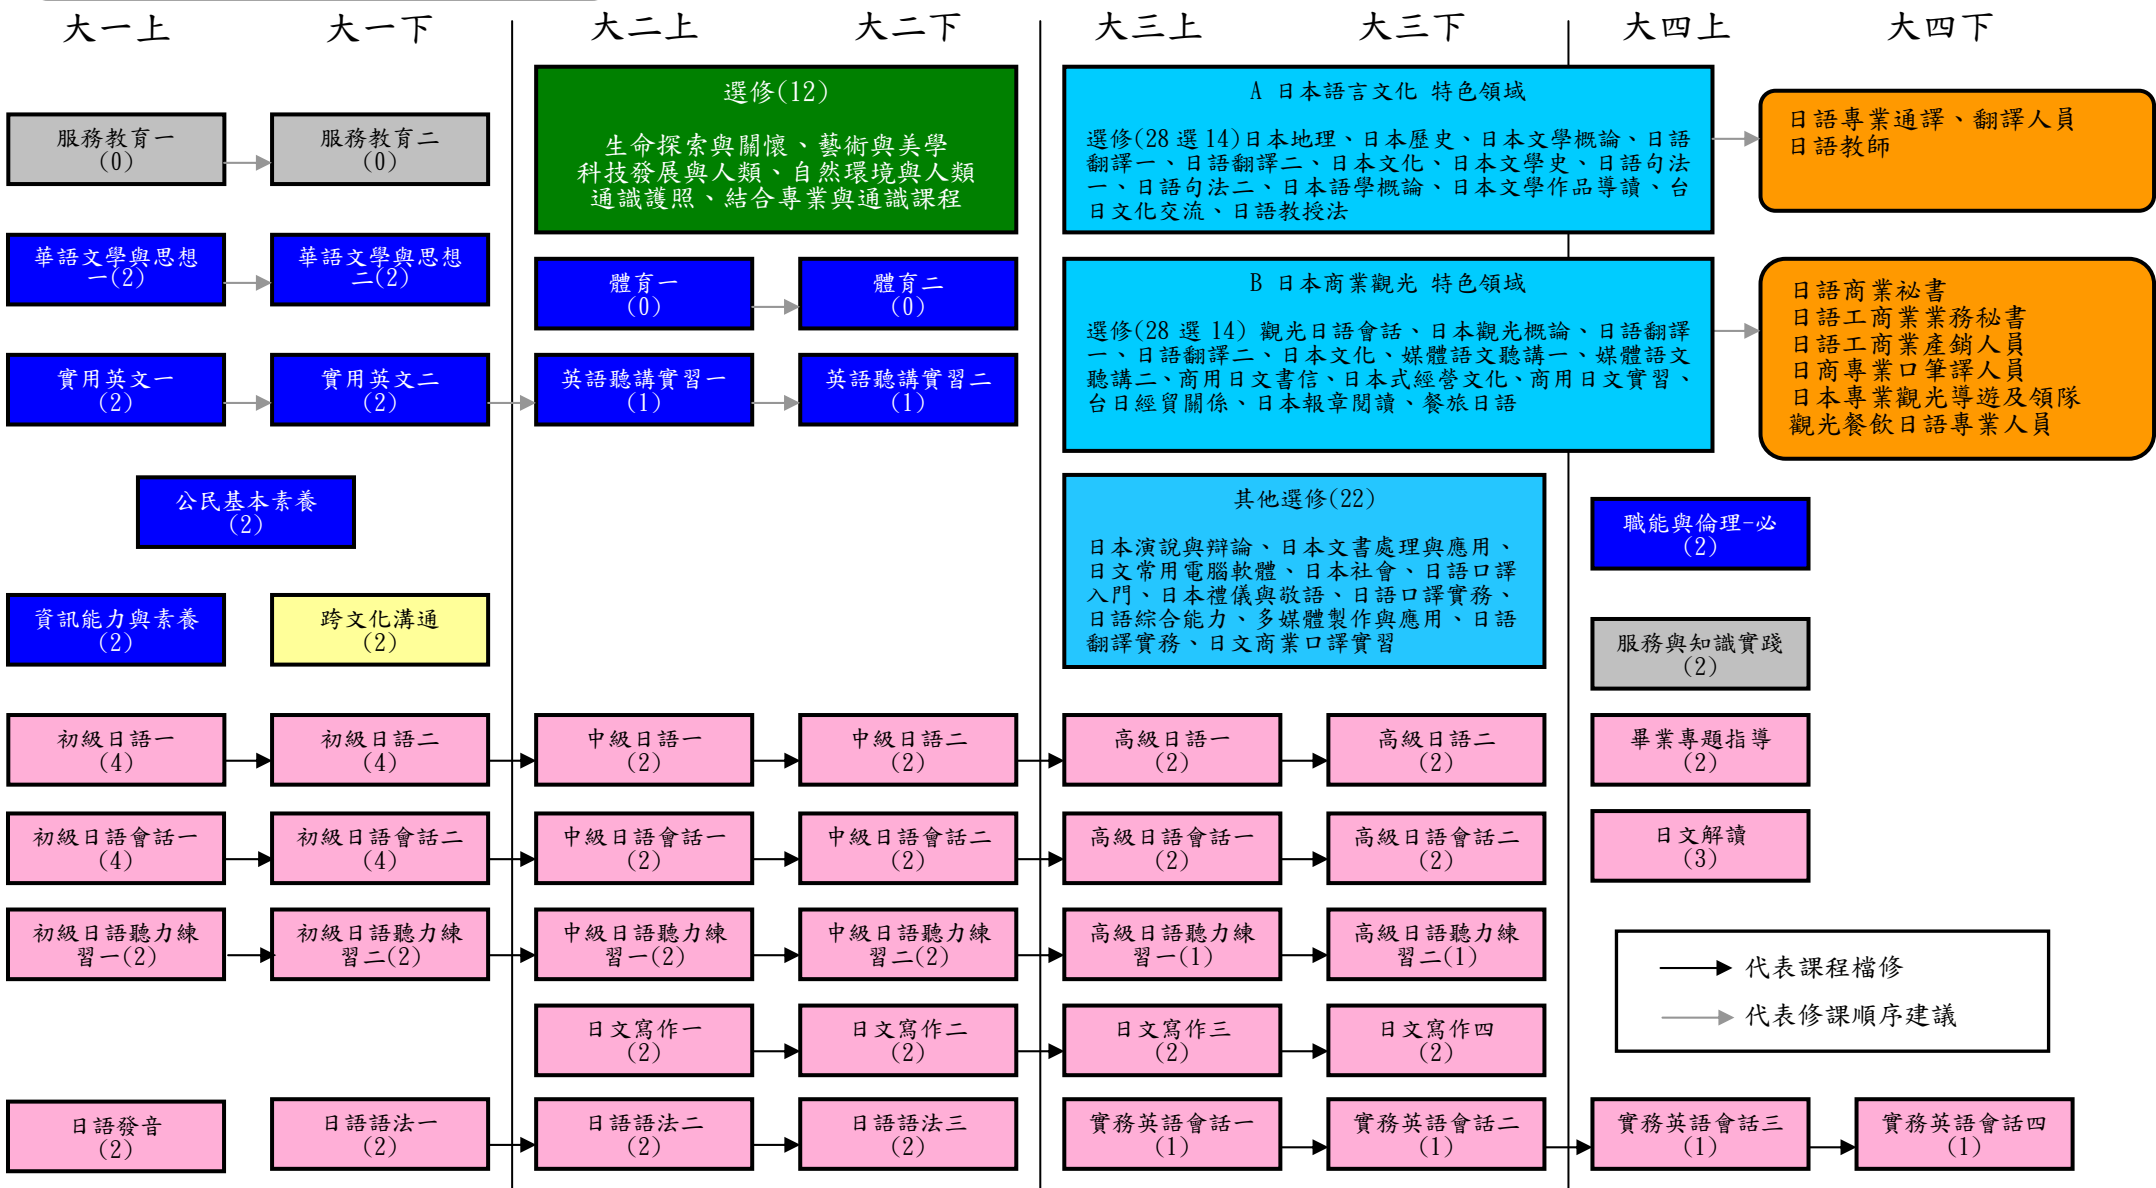 大一上
大一下
大二上
大二下
大三上
大三下
大四上
大四下
服務教育一
(0)
服務教育二
(0)
選修(12)
生命探索與關懷、藝術與美學
科技發展與人類、自然環境與人類
通識護照、結合專業與通識課程
A 日本語言文化 特色領域
選修(28 選 14)日本地理、日本歷史、日本文學概論、日語
翻譯一、日語翻譯二、日本文化、日本文學史、日語句法
一、日語句法二、日本語學概論、日本文學作品導讀、台
日文化交流、日語教授法
日語專業通譯、翻譯人員
日語教師
華語文學與思想
一(2)
華語文學與思想
二(2)
體育一
(0)
體育二
(0)
B 日本商業觀光 特色領域
選修(28 選 14) 觀光日語會話、日本觀光概論、日語翻譯
一、日語翻譯二、日本文化、媒體語文聽講一、媒體語文
聽講二、商用日文書信、日本式經營文化、商用日文實習、
台日經貿關係、日本報章閱讀、餐旅日語
日語商業祕書
日語工商業業務秘書
日語工商業產銷人員
日商專業口筆譯人員
日本專業觀光導遊及領隊
觀光餐飲日語專業人員
實用英文一
(2)
實用英文二
(2)
英語聽講實習一
(1)
英語聽講實習二
(1)
公民基本素養
(2)
其他選修(22)
日本演說與辯論、日本文書處理與應用、
日文常用電腦軟體、日本社會、日語口譯
入門、日本禮儀與敬語、日語口譯實務、
日語綜合能力、多媒體製作與應用、日語
翻譯實務、日文商業口譯實習
職能與倫理-必
(2)
資訊能力與素養
(2)
跨文化溝通
(2)
服務與知識實踐
(2)
初級日語一
(4)
初級日語二
(4)
中級日語一
(2)
中級日語二
(2)
高級日語一
(2)
高級日語二
(2)
畢業專題指導
(2)
初級日語會話一
(4)
初級日語會話二
(4)
中級日語會話一
(2)
中級日語會話二
(2)
高級日語會話一
(2)
高級日語會話二
(2)
日文解讀
(3)
初級日語聽力練
習一(2)
初級日語聽力練
習二(2)
中級日語聽力練
習一(2)
中級日語聽力練
習二(2)
高級日語聽力練
習一(1)
高級日語聽力練
習二(1)
代表課程檔修
代表修課順序建議
日文寫作一
(2)
日文寫作二
(2)
日文寫作三
(2)
日文寫作四
(2)
日語發音
(2)
日語語法一
(2)
日語語法二
(2)
日語語法三
(2)
實務英語會話一
(1)
實務英語會話二
(1)
實務英語會話三
(1)
實務英語會話四
(1)